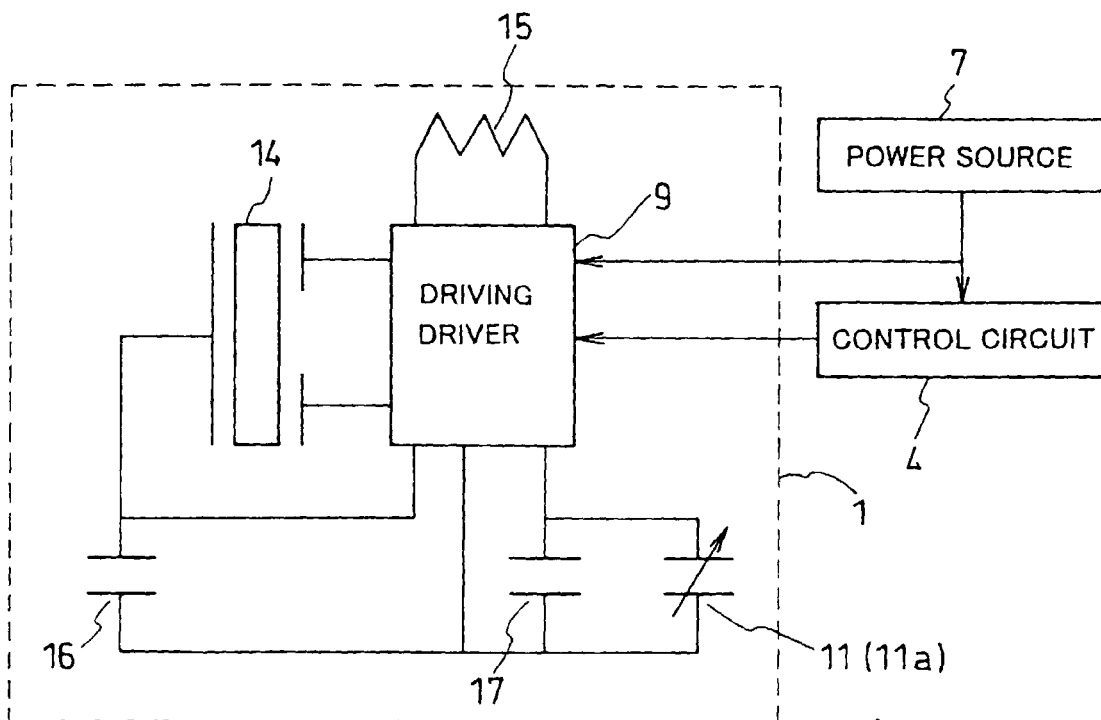 15
7
POWER SOURCE
14
9
DRIVING
DRIVER
CONTROL CIRCUIT
4
1
16
17
11 (11a)